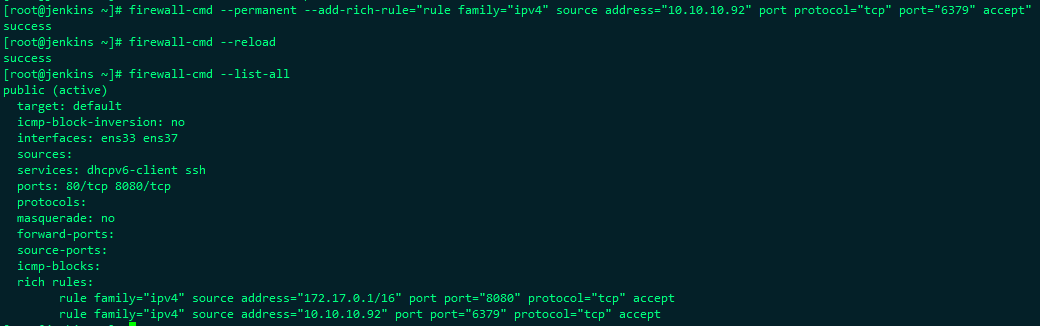 [root@jenkins ~]# firewall-cmd --permanent --add-rich-rule="rule family="ipv4" source address="10.10.10.92" port protocol="tcp" port="6379" accept"
success
[root@jenkins ~]# firewall-cmd --reload
success
[root@jenkins ~]# firewall-cmd --list-all
public (active)
  target: default
  icmp-block-inversion: no
  interfaces: ens33 ens37
  sources:
  services: dhcpv6-client ssh
  ports: 80/tcp 8080/tcp
  protocols:
  masquerade: no
  forward-ports:
  source-ports:
  icmp-blocks:
  rich rules:
        rule family="ipv4" source address="172.17.0.1/16" port port="8080" protocol="tcp" accept
        rule family="ipv4" source address="10.10.10.92" port port="6379" protocol="tcp" accept